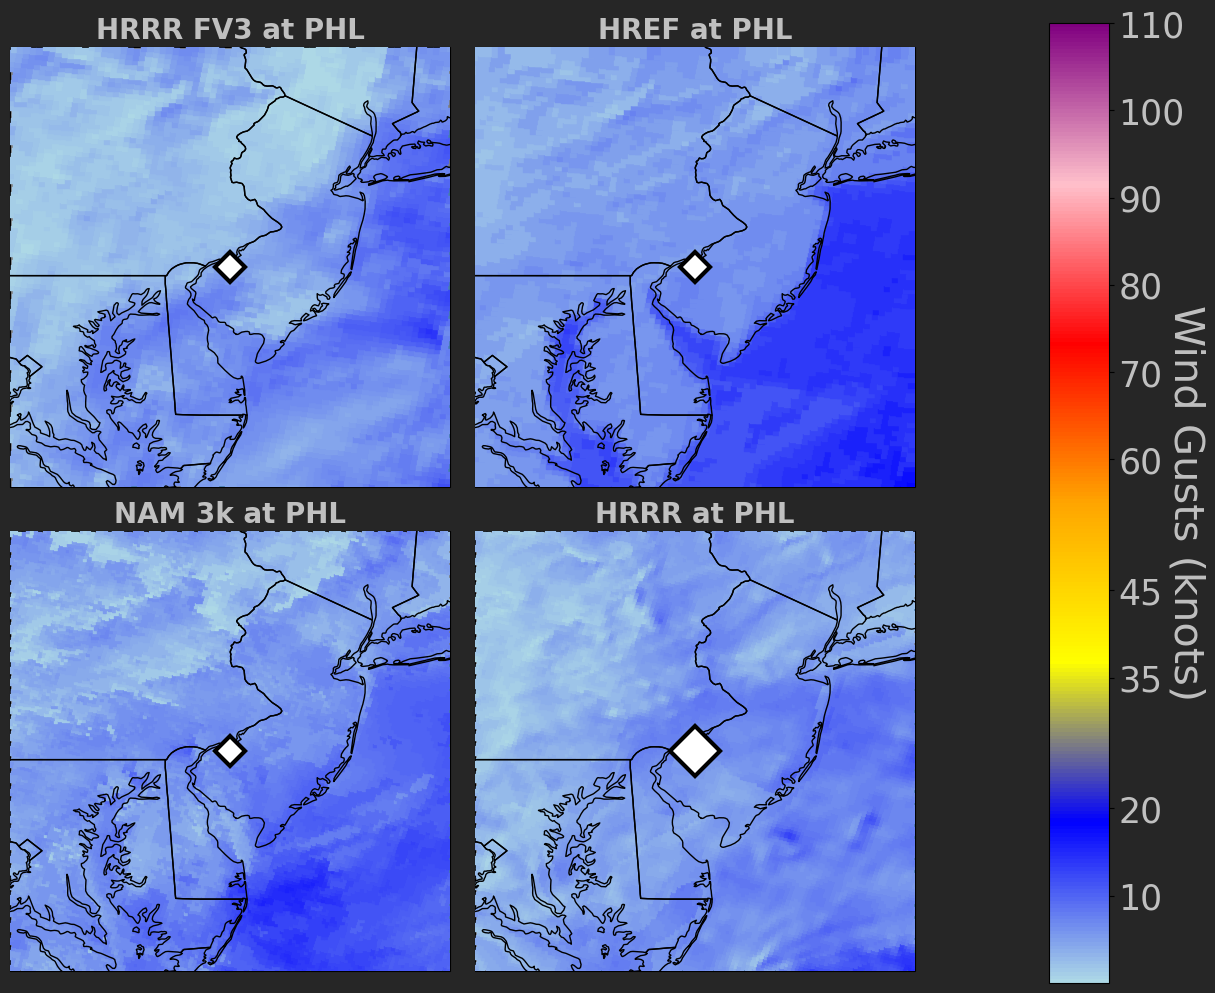 HRRR FV3 at PHL
HREF at PHL
NAM 3k at PHL
HRRR at PHL
110
100
90
80
70
60
45
35
20
10
Wind Gusts (knots)